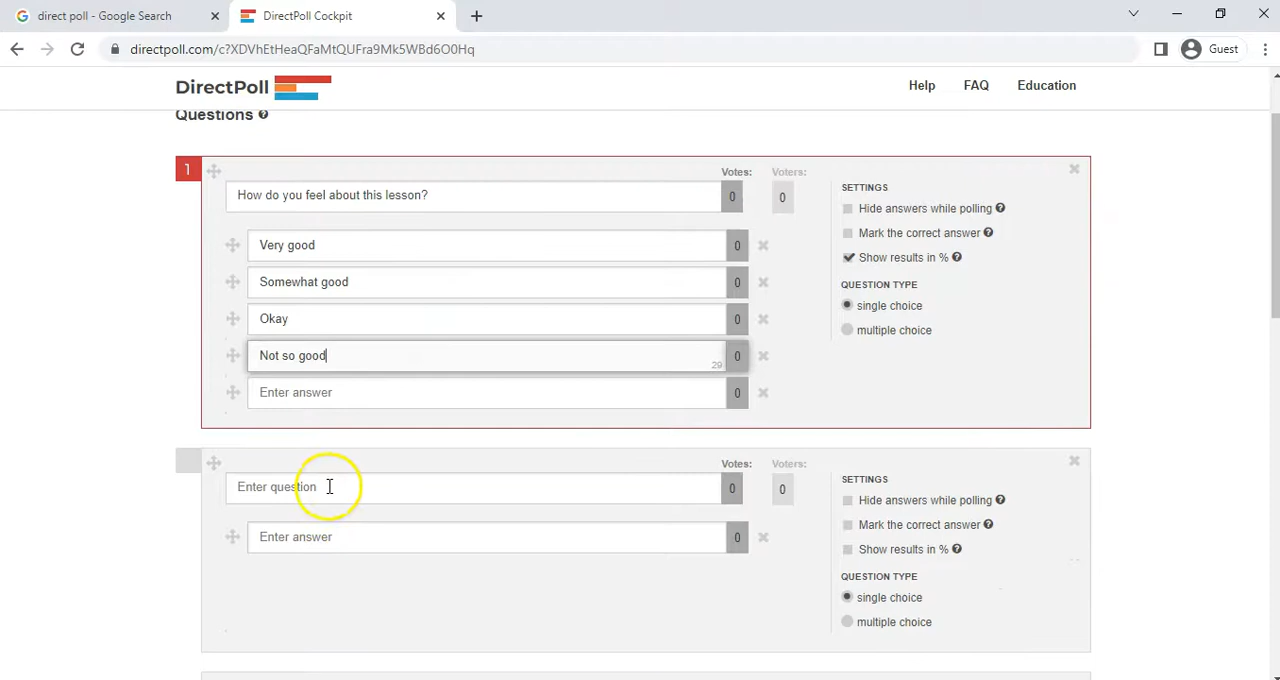 direct poll - Google Search
DirectPoll Cockpit
directpoll.com/c?XDVhEtHeaQFaMtQUFra9Mk5WBd6O0Hq
Guest
DirectPoll
Help FAQ Education
Questions ?
1
Votes: Voters:
How do you feel about this lesson? 0 0
Very good 0
Somewhat good 0
Okay 0
Not so good 29 0
Enter answer 0
SETTINGS
Hide answers while polling ?
Mark the correct answer ?
Show results in % ?
QUESTION TYPE
single choice
multiple choice
Votes: Voters:
Enter question 0 0
Enter answer 0
SETTINGS
Hide answers while polling ?
Mark the correct answer ?
Show results in % ?
QUESTION TYPE
single choice
multiple choice